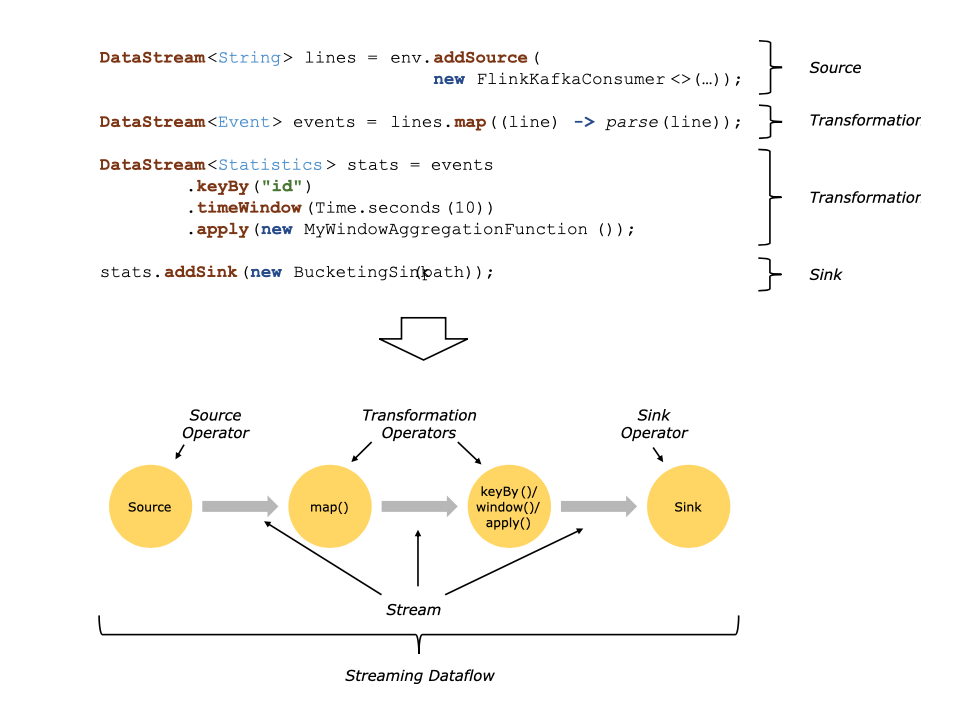 DataStream<String> lines = env.addSource(
new FlinkKafkaConsumer<>(…));
Source
DataStream<Event> events = lines.map((line) -> parse(line));
Transformation
DataStream<Statistics> stats = events
.keyBy("id")
.timeWindow(Time.seconds(10))
.apply(new MyWindowAggregationFunction());
Transformation
stats.addSink(new BucketingSink(path));
Sink
Source
Operator
Transformation
Operators
Sink
Operator
Source
map()
keyBy()/
window()/
apply()
Sink
Stream
Streaming Dataflow